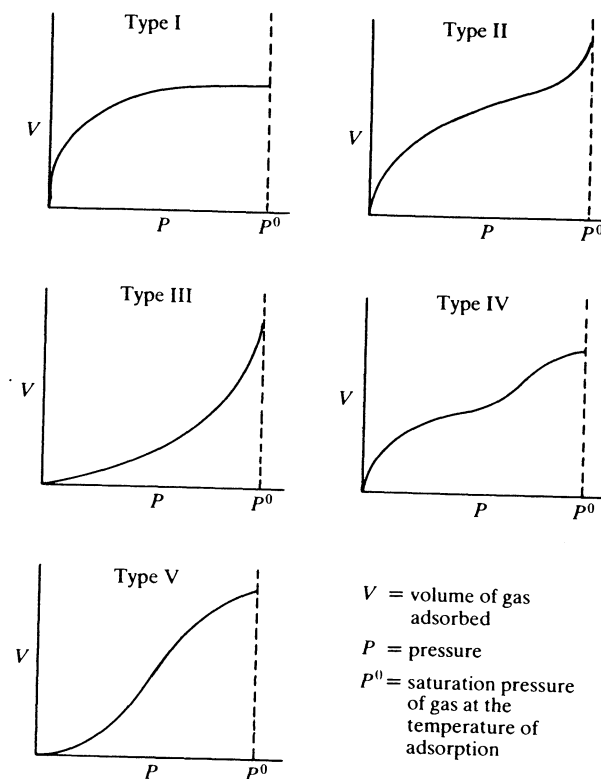 Type I
V
P
P⁰
Type II
V
P
P⁰
Type III
V
P
P⁰
Type IV
V
P
P⁰
Type V
V
P
P⁰
V = volume of gas
adsorbed
P = pressure
P⁰ = saturation pressure
of gas at the
temperature of
adsorption